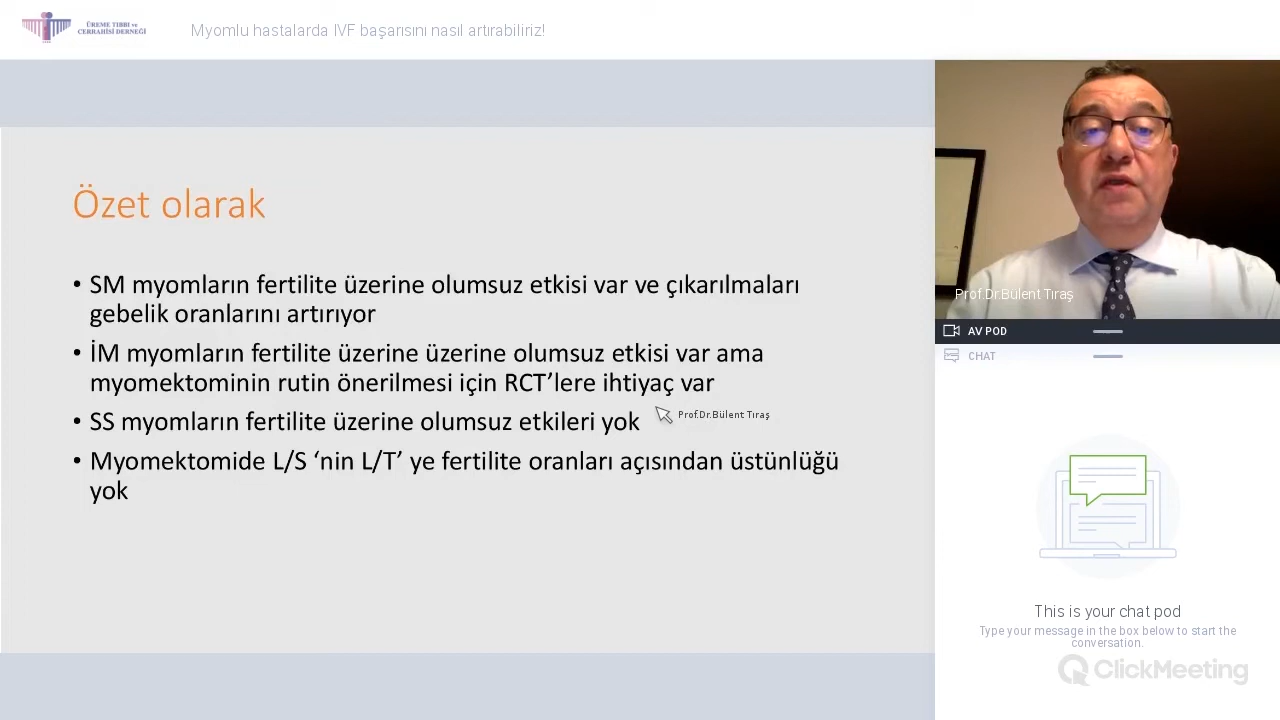 ÜREME TIBBI ve
CERRAHİSİ DERNEĞİ
Myomlu hastalarda IVF başarısını nasıl artırabiliriz!
Özet olarak
• SM myomların fertilite üzerine olumsuz etkisi var ve çıkarılmaları
gebelik oranlarını artırıyor
• İM myomların fertilite üzerine üzerine olumsuz etkisi var ama
myomektominin rutin önerilmesi için RCT’lere ihtiyaç var
• SS myomların fertilite üzerine olumsuz etkileri yok
Prof.Dr.Bülent Tıraş
• Myomektomide L/S ‘nin L/T’ ye fertilite oranları açısından üstünlüğü
yok
Prof.Dr.Bülent Tıraş
AV POD
CHAT
This is your chat pod
Type your message in the box below to start the
conversation.
ClickMeeting